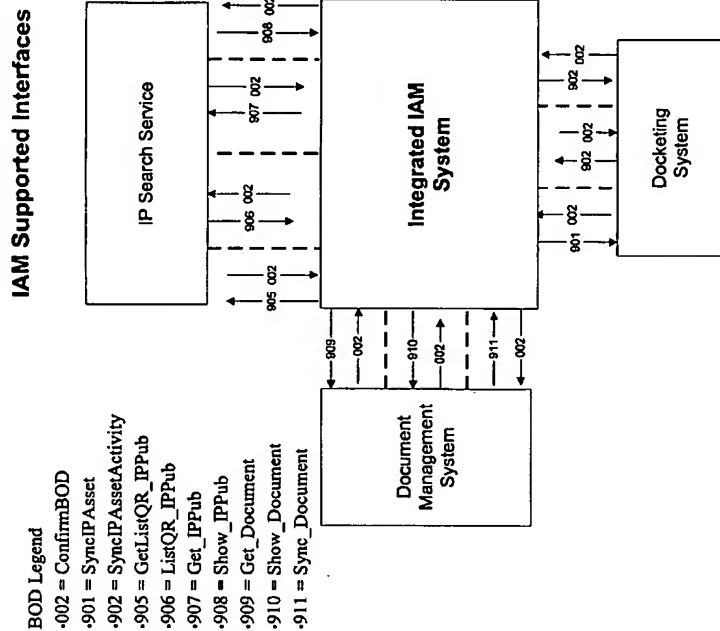 IAM Supported Interfaces
BOD Legend
·002 = ConfirmBOD
·901 = SyncIPAsset
·902 = SyncIPAssetActivity
·905 = GetListQR_IPPub
·906 = ListQR_IPPub
·907 = Get_IPPub
·908 = Show_IPPub
·909 = Get_Document
·910 = Show_Document
·911 = Sync_Document
IP Search Service
905
002
906
002
907
002
908
002
Integrated IAM
System
909
002
910
002
911
002
Document
Management
System
901
002
902
002
902
002
Docketing
System